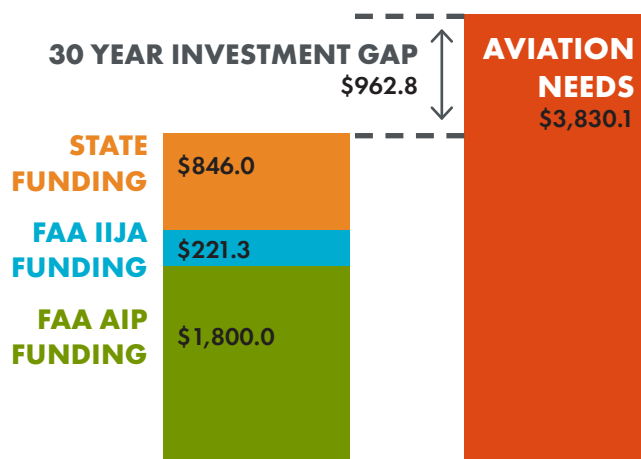 30 YEAR INVESTMENT GAP
$962.8
AVIATION
NEEDS
$3,830.1
STATE
FUNDING
$846.0
FAA IIJA
FUNDING
$221.3
FAA AIP
FUNDING
$1,800.0